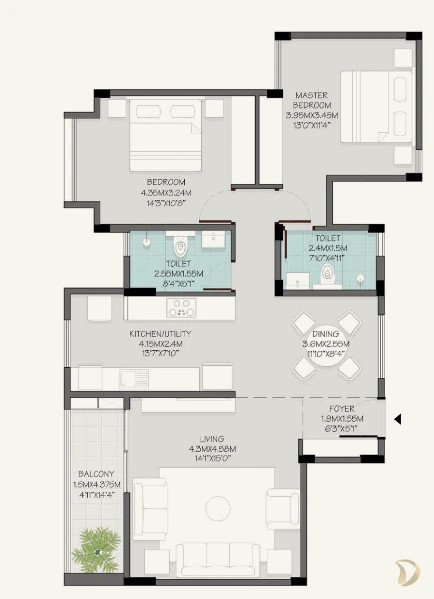 MASTER
BEDROOM
3.95MX3.45M
13'0"X11'4"
BEDROOM
4.35MX3.24M
14'3"X10'8"
TOILET
2.4MX1.5M
7'10"X4'11"
TOILET
2.55MX1.55M
8'4"X5'1"
KITCHEN/UTILITY
4.15MX2.4M
13'7"X7'10"
DINING
3.6MX2.55M
11'10"X8'4"
FOYER
1.9MX1.55M
6'3"X5'1"
LIVING
4.3MX4.58M
14'1"X15'0"
BALCONY
1.5MX4.375M
4'11"X14'4"